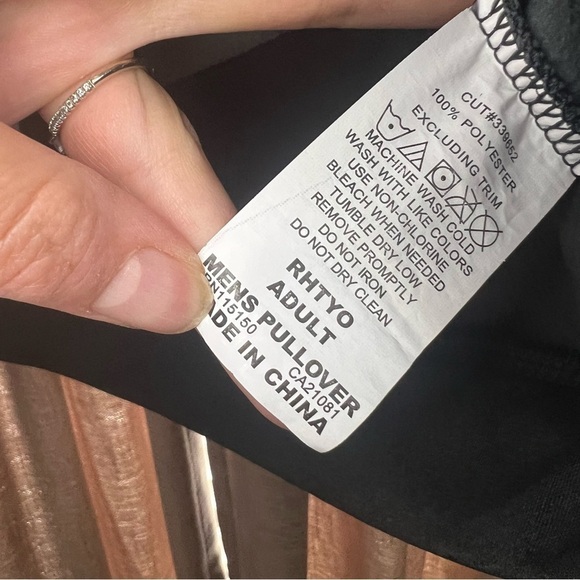 CUT#339652
100% POLYESTER
EXCLUDING TRIM
MACHINE WASH COLD
WASH WITH LIKE COLORS
USE NON-CHLORINE
BLEACH WHEN NEEDED
TUMBLE DRY LOW
REMOVE PROMPTLY
DO NOT IRON
DO NOT DRY CLEAN
RHTYO
ADULT
MENS PULLOVER
115150 CA21081
MADE IN CHINA